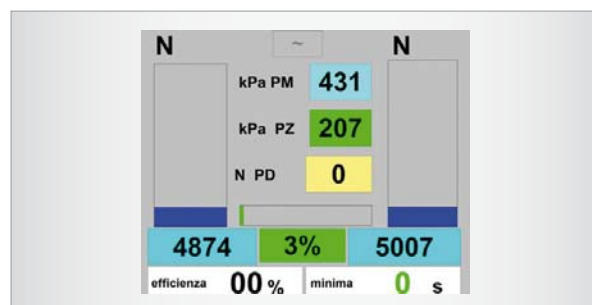 N ~ N
kPa PM 431
kPa PZ 207
N PD 0
4874 3% 5007
efficienza 00 % minima 0 s